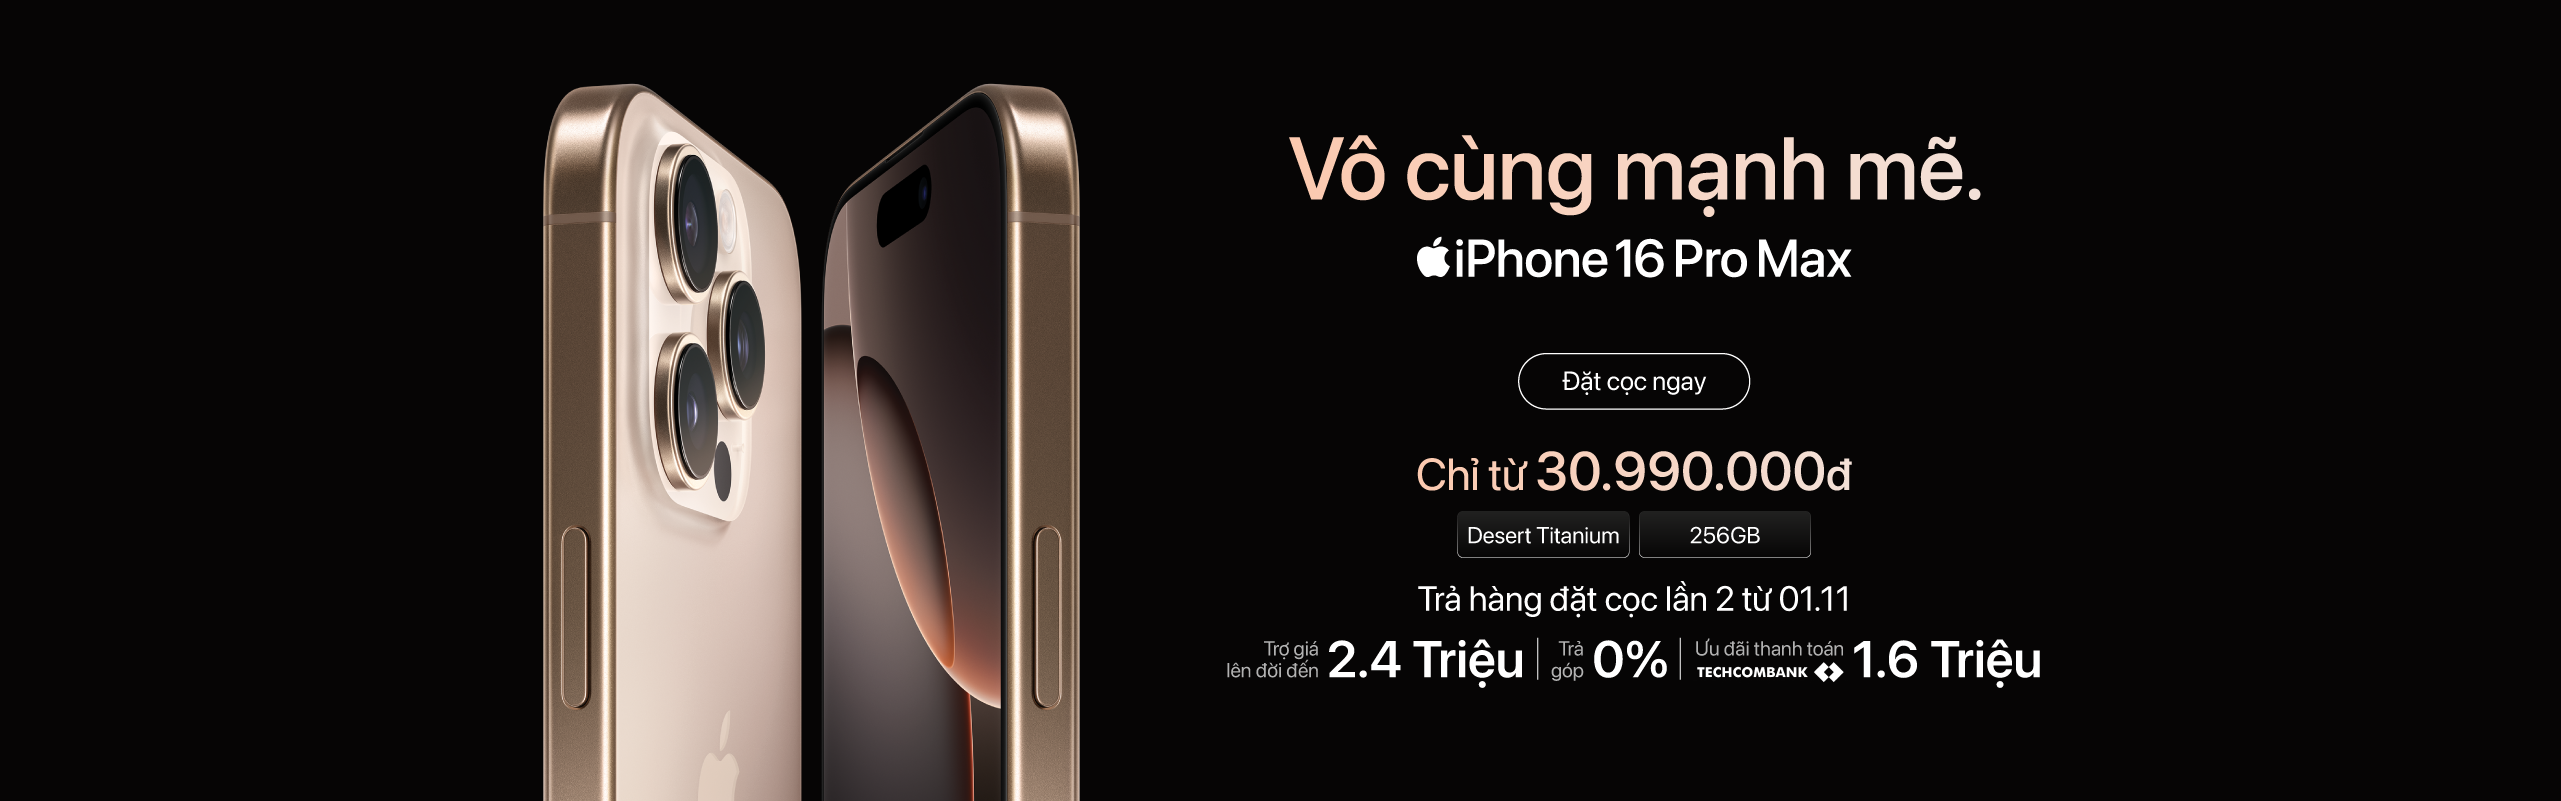 Vô cùng mạnh mẽ.
iPhone 16 Pro Max
Đặt cọc ngay
Chỉ từ 30.990.000đ
Desert Titanium 256GB
Trả hàng đặt cọc lần 2 từ 01.11
Trợ giá lên đời đến 2.4 Triệu
Trả góp 0%
Ưu đãi thanh toán TECHCOMBANK 1.6 Triệu